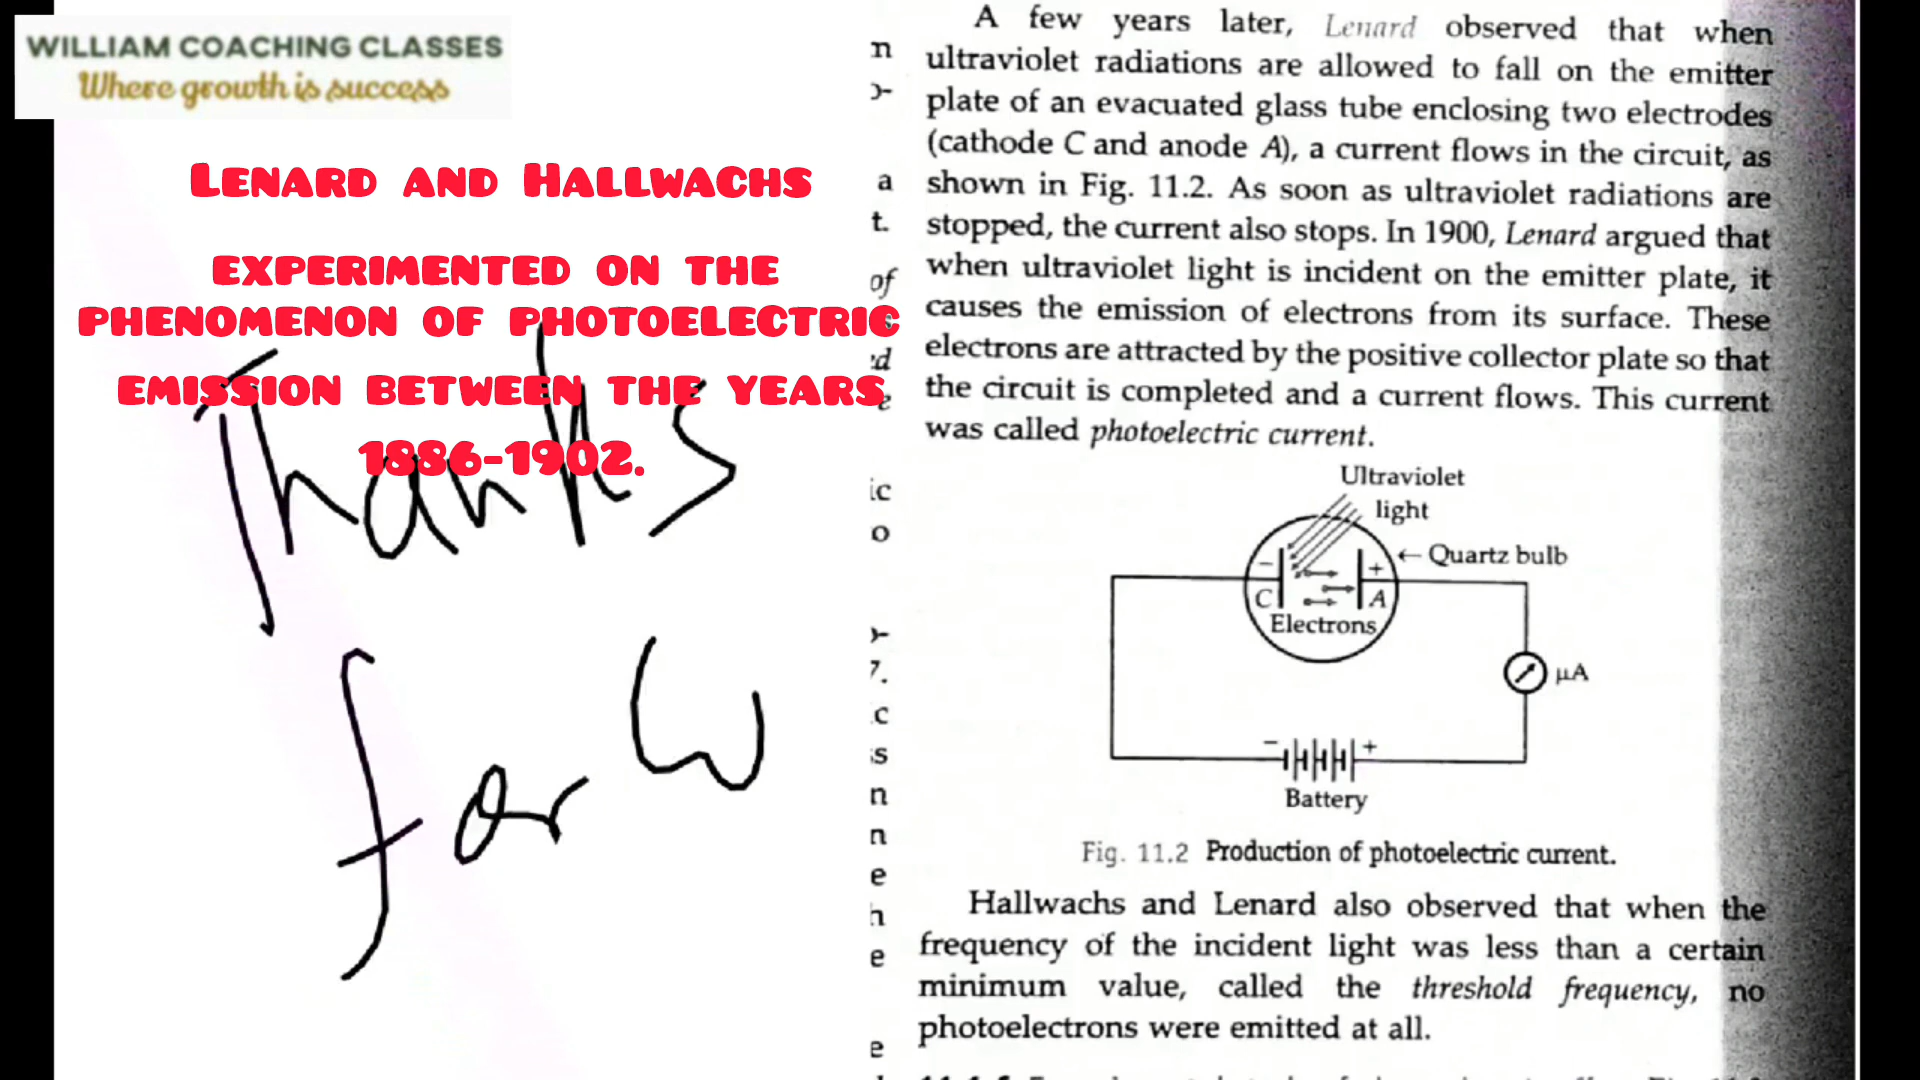 WILLIAM COACHING CLASSES
Where growth is success
LENARD AND HALLWACHS
EXPERIMENTED ON THE
PHENOMENON OF PHOTOELECTRIC
EMISSION BETWEEN THE YEARS
1886-1902.
Thanks
for W
A few years later, Lenard observed that when
ultraviolet radiations are allowed to fall on the emitter
plate of an evacuated glass tube enclosing two electrodes
(cathode C and anode A), a current flows in the circuit, as
shown in Fig. 11.2. As soon as ultraviolet radiations are
stopped, the current also stops. In 1900, Lenard argued that
when ultraviolet light is incident on the emitter plate, it
causes the emission of electrons from its surface. These
electrons are attracted by the positive collector plate so that
the circuit is completed and a current flows. This current
was called photoelectric current.
Ultraviolet
light
← Quartz bulb
− +
C A
Electrons
µA
− +
Battery
Fig. 11.2 Production of photoelectric current.
Hallwachs and Lenard also observed that when the
frequency of the incident light was less than a certain
minimum value, called the threshold frequency, no
photoelectrons were emitted at all.